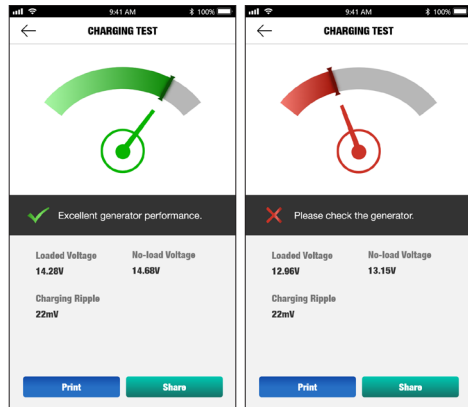 9:41 AM 100%
CHARGING TEST
Excellent generator performance.
Loaded Voltage No-load Voltage
14.28V 14.68V
Charging Ripple
22mV
Print Share
9:41 AM 100%
CHARGING TEST
Please check the generator.
Loaded Voltage No-load Voltage
12.96V 13.15V
Charging Ripple
22mV
Print Share